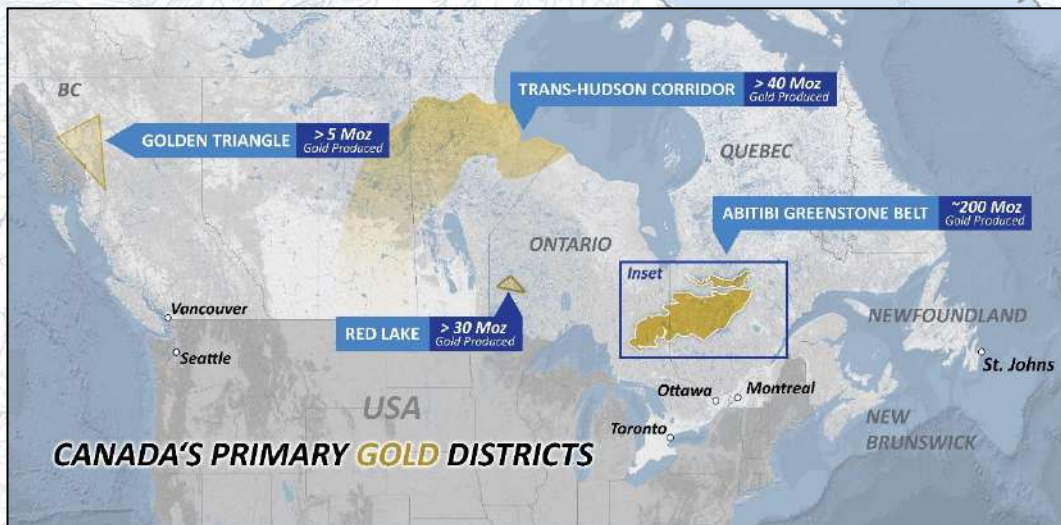 BC
TRANS-HUDSON CORRIDOR
> 40 Moz
Gold Produced
GOLDEN TRIANGLE
> 5 Moz
Gold Produced
QUEBEC
ABITIBI GREENSTONE BELT
~200 Moz
Gold Produced
ONTARIO
Inset
Vancouver
Seattle
RED LAKE
> 30 Moz
Gold Produced
NEWFOUNDLAND
St. Johns
USA
Ottawa
Montreal
Toronto
NEW
BRUNSWICK
CANADA'S PRIMARY GOLD DISTRICTS